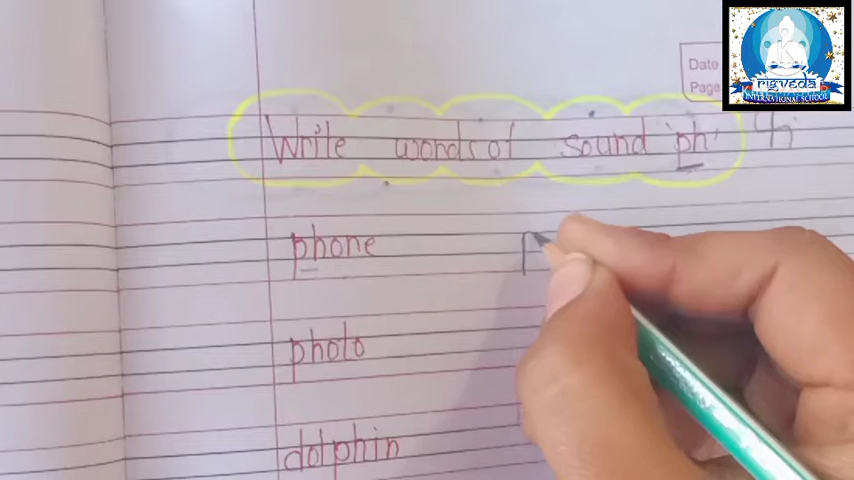 Date
Page
rigveda
INTERNATIONAL SCHOOL
Write words of sound 'ph' फ
phone
photo
dolphin